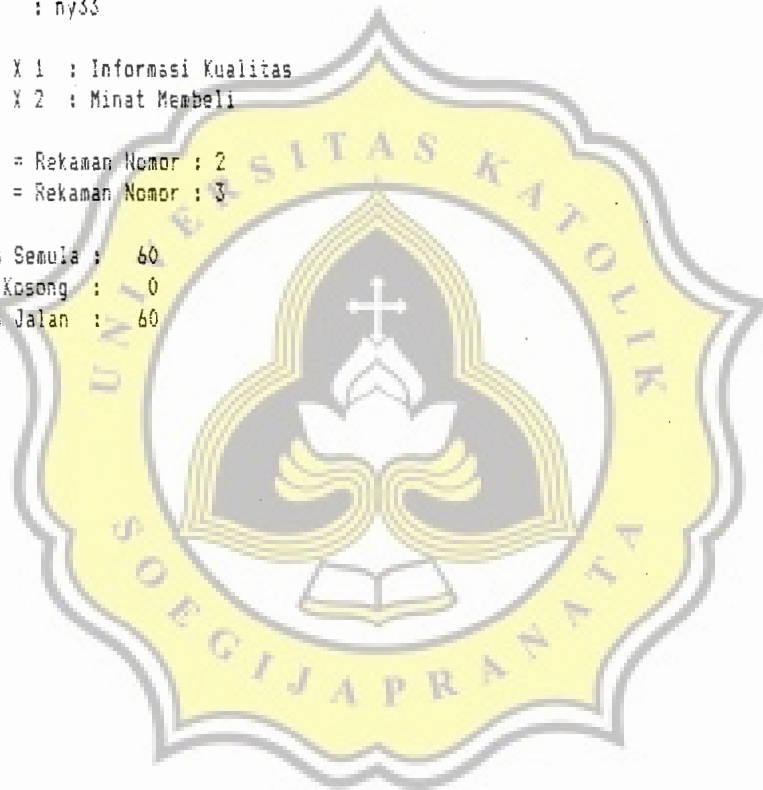 : ny33
X 1 : Informasi Kualitas
X 2 : Minat Membeli
= Rekaman Nomor : 2
= Rekaman Nomor : 3
Semula : 60
Kosong : 0
Jalan : 60
UNIVERSITAS KATOLIK
SOEGIJAPRANATA